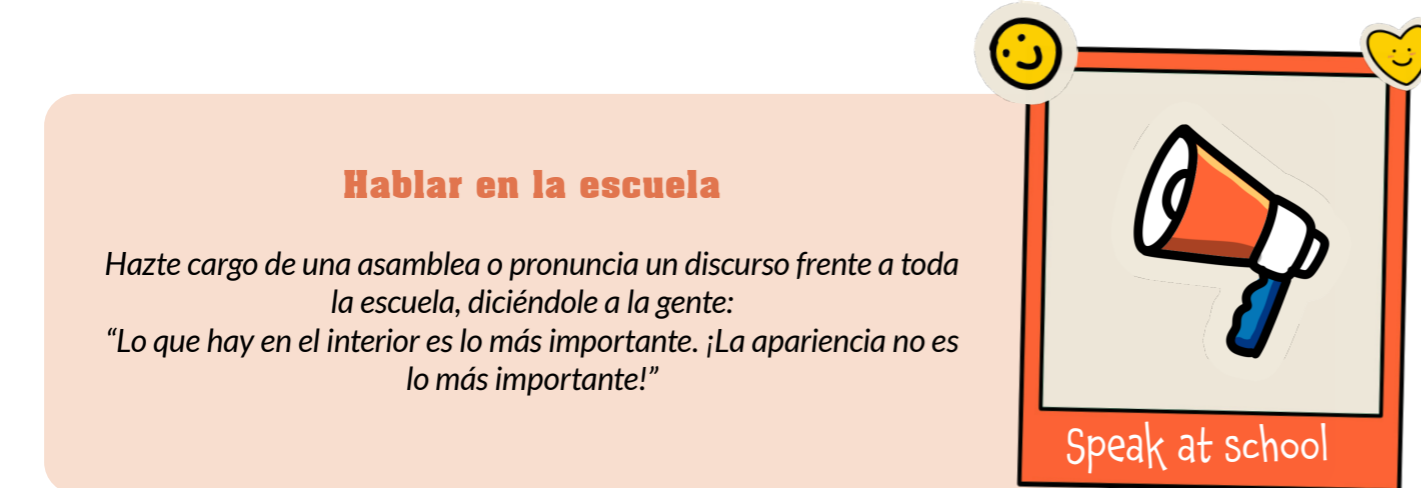 Hablar en la escuela
Hazte cargo de una asamblea o pronuncia un discurso frente a toda
la escuela, diciéndole a la gente:
“Lo que hay en el interior es lo más importante. ¡La apariencia no es
lo más importante!”
Speak at school